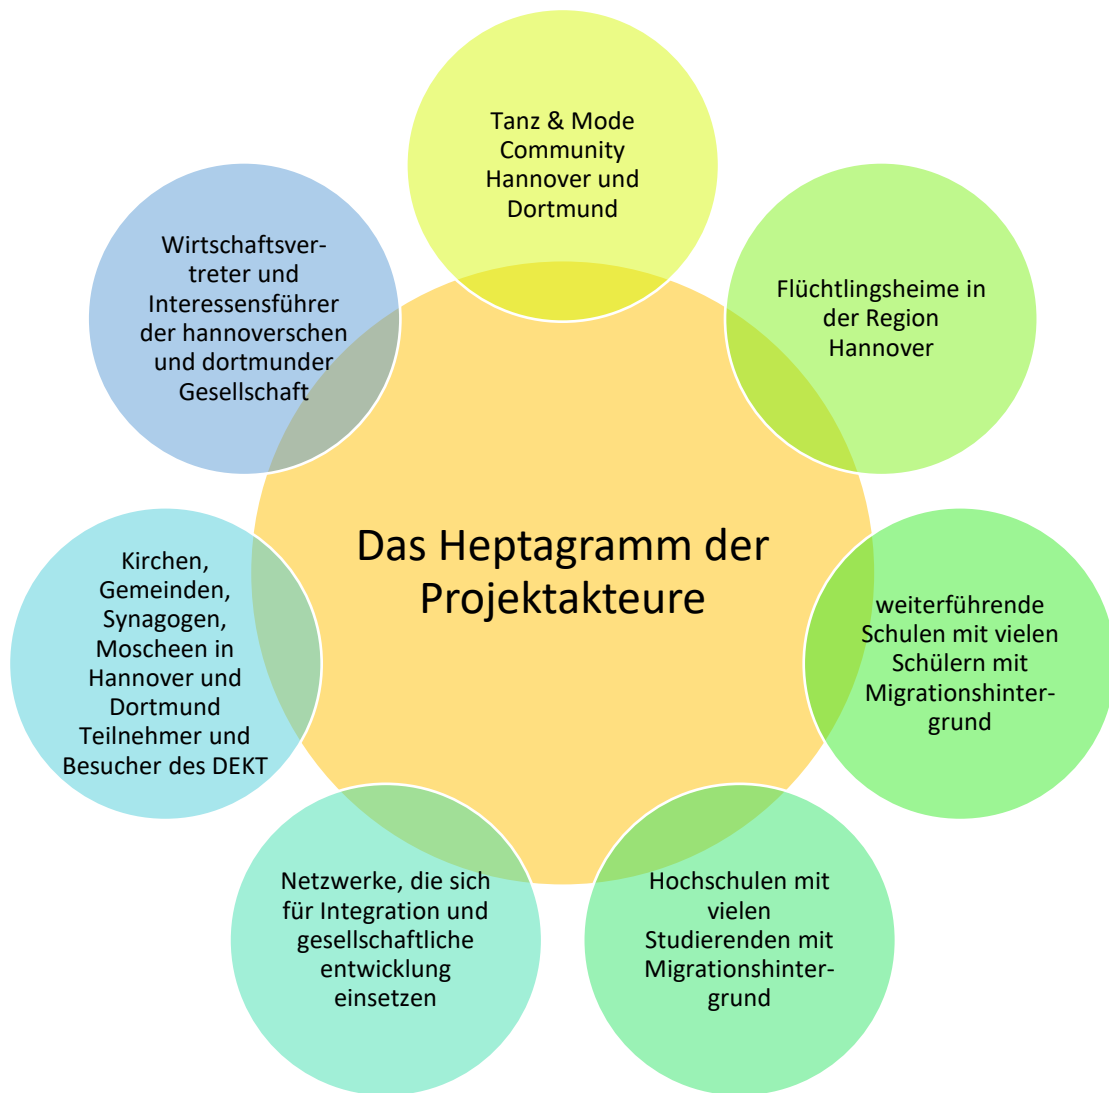 Tanz & Mode
Community
Hannover und
Dortmund
Flüchtlingsheime in
der Region
Hannover
weiterführende
Schulen mit vielen
Schülern mit
Migrationshinter-
grund
Hochschulen mit
vielen
Studierenden mit
Migrationshinter-
grund
Netzwerke, die sich
für Integration und
gesellschaftliche
entwicklung
einsetzen
Kirchen,
Gemeinden,
Synagogen,
Moscheen in
Hannover und
Dortmund
Teilnehmer und
Besucher des DEKT
Wirtschaftsver-
treter und
Interessensführer
der hannoverschen
und dortmunder
Gesellschaft
Das Heptagramm der
Projektakteure